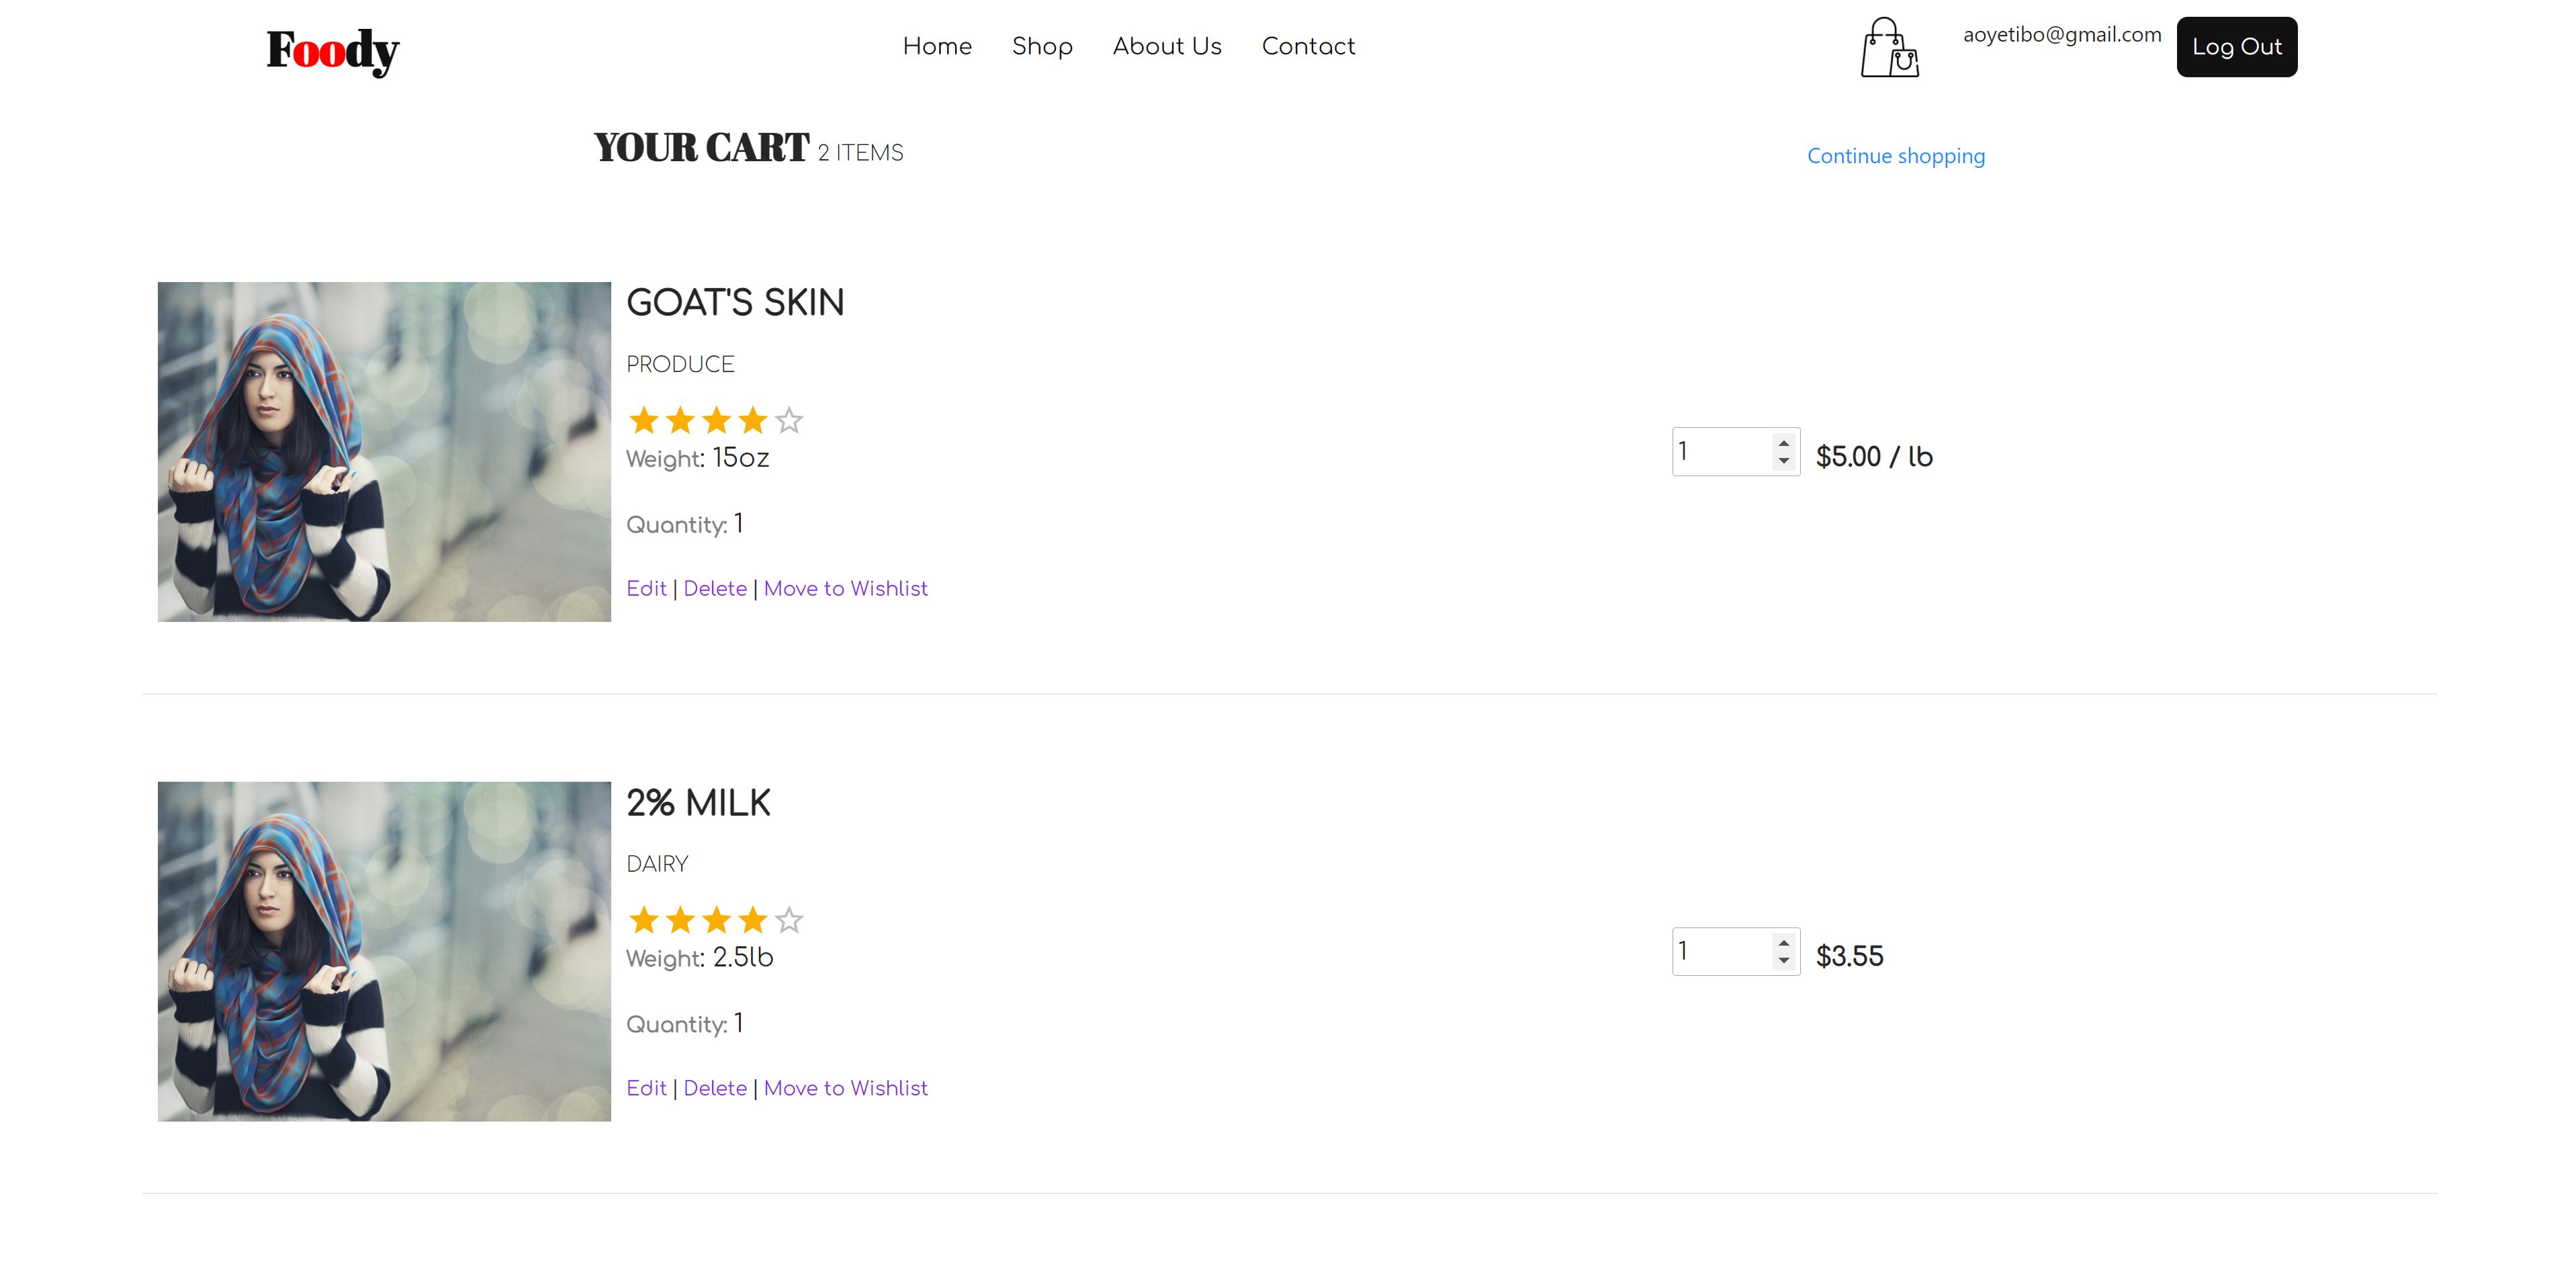 Foody Home Shop About Us Contact aoyetibo@gmail.com Log Out
YOUR CART 2 ITEMS Continue shopping
GOAT'S SKIN
PRODUCE
Weight: 15oz
1 $5.00 / lb
Quantity: 1
Edit | Delete | Move to Wishlist
2% MILK
DAIRY
Weight: 2.5lb
1 $3.55
Quantity: 1
Edit | Delete | Move to Wishlist